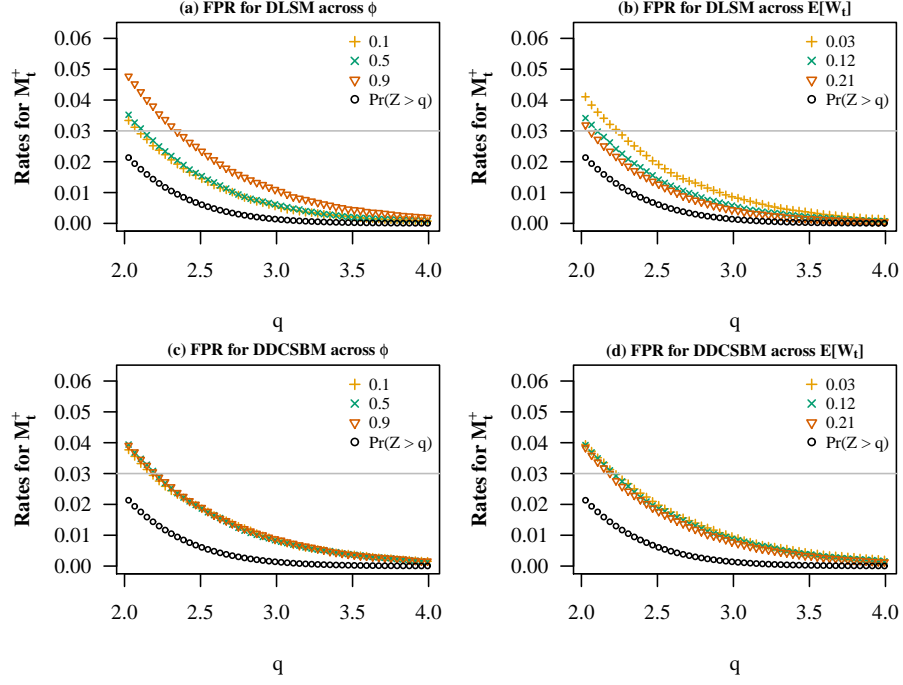 (a) FPR for DLSM across ϕ
Rates for M_t^+
0.06
0.05
0.04
0.03
0.02
0.01
0.00
0.1
0.5
0.9
Pr(Z > q)
2.0 2.5 3.0 3.5 4.0
q
(b) FPR for DLSM across E[W_t]
Rates for M_t^+
0.06
0.05
0.04
0.03
0.02
0.01
0.00
0.03
0.12
0.21
Pr(Z > q)
2.0 2.5 3.0 3.5 4.0
q
(c) FPR for DDCSBM across ϕ
Rates for M_t^+
0.06
0.05
0.04
0.03
0.02
0.01
0.00
0.1
0.5
0.9
Pr(Z > q)
2.0 2.5 3.0 3.5 4.0
q
(d) FPR for DDCSBM across E[W_t]
Rates for M_t^+
0.06
0.05
0.04
0.03
0.02
0.01
0.00
0.03
0.12
0.21
Pr(Z > q)
2.0 2.5 3.0 3.5 4.0
q